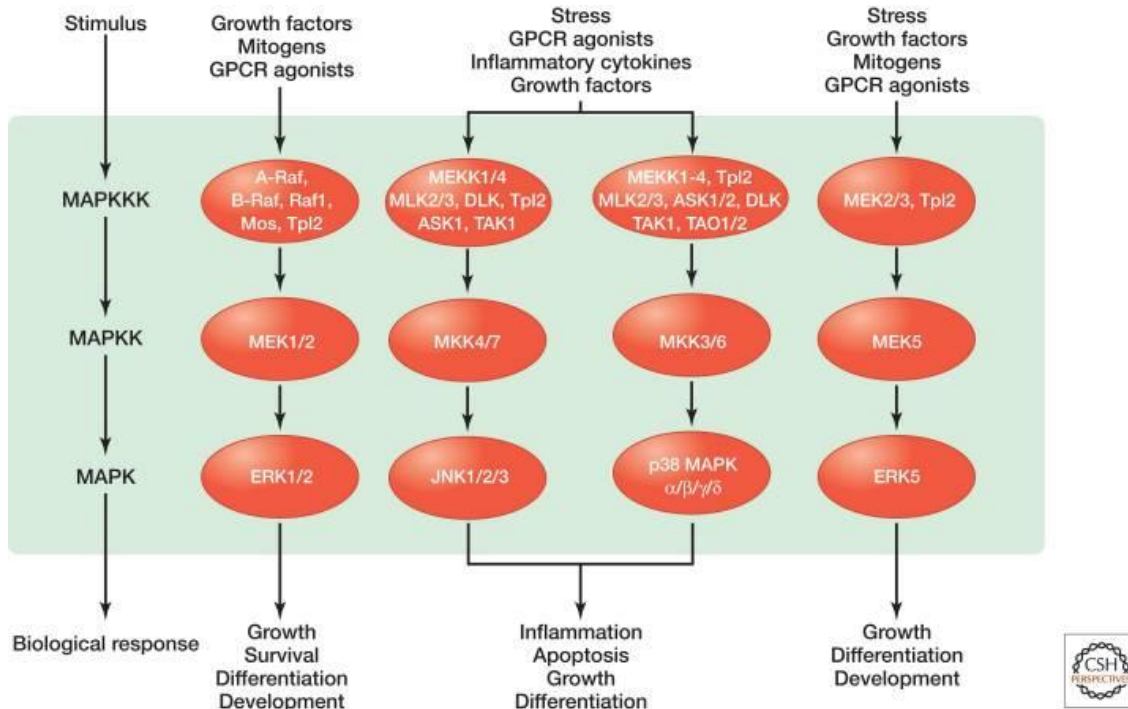 Stimulus
Growth factors
Mitogens
GPCR agonists
Stress
GPCR agonists
Inflammatory cytokines
Growth factors
Stress
Growth factors
Mitogens
GPCR agonists
MAPKKK
A-Raf,
B-Raf, Raf1,
Mos, Tpl2
MEKK1/4
MLK2/3, DLK, Tpl2
ASK1, TAK1
MEKK1-4, Tpl2
MLK2/3, ASK1/2, DLK
TAK1, TAO1/2
MEK2/3, Tpl2
MAPKK
MEK1/2
MKK4/7
MKK3/6
MEK5
MAPK
ERK1/2
JNK1/2/3
p38 MAPK
α/β/γ/δ
ERK5
Biological response
Growth
Survival
Differentiation
Development
Inflammation
Apoptosis
Growth
Differentiation
Growth
Differentiation
Development
CSH
PERSPECTIVES